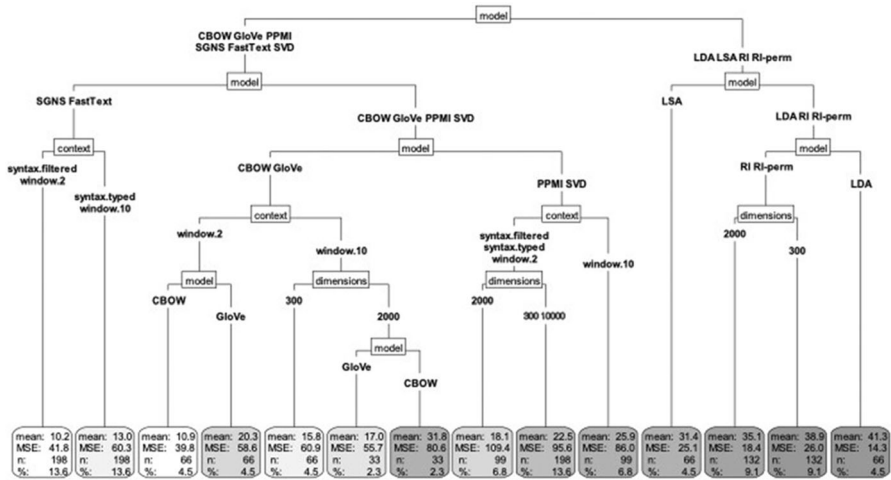 model
CBOW GloVe PPMI
SGNS FastText SVD
LDA LSA RI RI-perm
model
model
SGNS FastText
LSA
CBOW GloVe PPMI SVD
LDA RI RI-perm
context
model
model
syntax.filtered
window.2
CBOW GloVe
RI RI-perm
syntax.typed
window.10
PPMI SVD
LDA
context
context
dimensions
window.2
syntax.filtered
syntax.typed
window.2
2000
window.10
300
window.10
model
dimensions
dimensions
CBOW
300
2000
GloVe
2000
300 10000
model
GloVe
CBOW
mean: 10.2
MSE: 41.8
n: 198
%: 13.6
mean: 13.0
MSE: 60.3
n: 198
%: 13.6
mean: 10.9
MSE: 39.8
n: 66
%: 4.5
mean: 20.3
MSE: 58.6
n: 66
%: 4.5
mean: 15.8
MSE: 60.9
n: 66
%: 4.5
mean: 17.0
MSE: 55.7
n: 33
%: 2.3
mean: 31.8
MSE: 80.6
n: 33
%: 2.3
mean: 18.1
MSE: 109.4
n: 99
%: 6.8
mean: 22.5
MSE: 95.6
n: 198
%: 13.6
mean: 25.9
MSE: 86.0
n: 99
%: 6.8
mean: 31.4
MSE: 25.1
n: 66
%: 4.5
mean: 35.1
MSE: 18.4
n: 132
%: 9.1
mean: 38.9
MSE: 26.0
n: 132
%: 9.1
mean: 41.3
MSE: 14.3
n: 66
%: 4.5